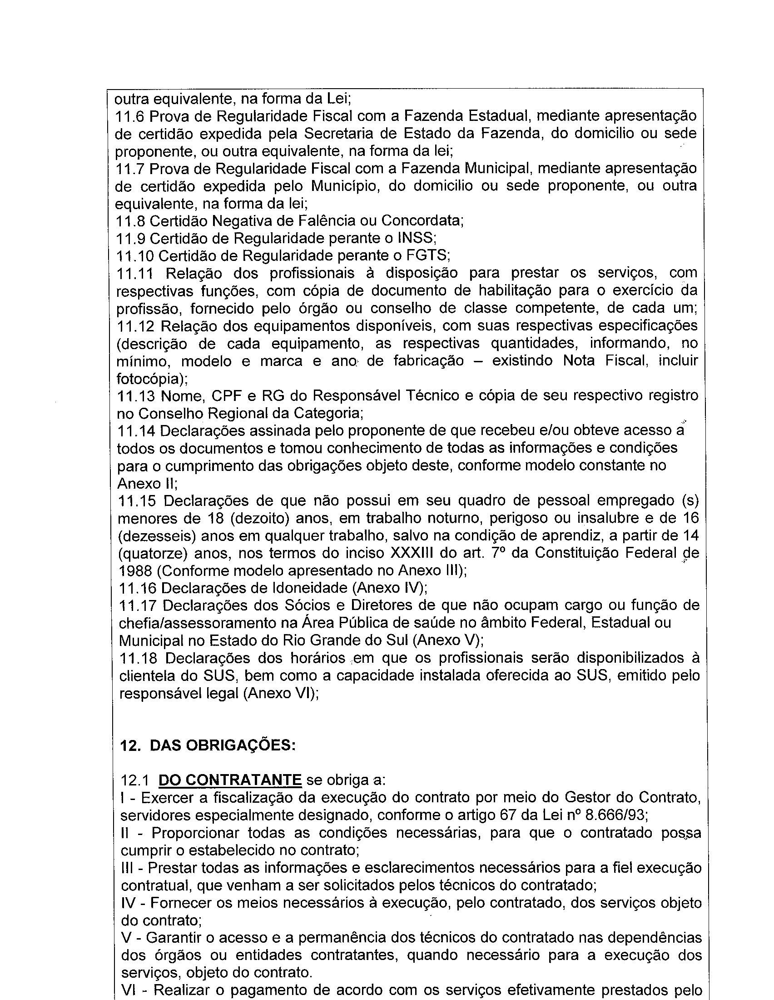 outra equivalente, na forma da Lei;
11.6 Prova de Regularidade Fiscal com a Fazenda Estadual, mediante apresentação
de certidão expedida pela Secretaria de Estado da Fazenda, do domicilio ou sede
proponente, ou outra equivalente, na forma da lei;
11.7 Prova de Regularidade Fiscal com a Fazenda Municipal, mediante apresentação
de certidão expedida pelo Município, do domicilio ou sede proponente, ou outra
equivalente, na forma da lei;
11.8 Certidão Negativa de Falência ou Concordata;
11.9 Certidão de Regularidade perante o INSS;
11.10 Certidão de Regularidade perante o FGTS;
11.11 Relação dos profissionais à disposição para prestar os serviços, com
respectivas funções, com cópia de documento de habilitação para o exercício da
profissão, fornecido pelo órgão ou conselho de classe competente, de cada um;
11.12 Relação dos equipamentos disponíveis, com suas respectivas especificações
(descrição de cada equipamento, as respectivas quantidades, informando, no
mínimo, modelo e marca e ano de fabricação – existindo Nota Fiscal, incluir
fotocópia);
11.13 Nome, CPF e RG do Responsável Técnico e cópia de seu respectivo registro
no Conselho Regional da Categoria;
11.14 Declarações assinada pelo proponente de que recebeu e/ou obteve acesso a
todos os documentos e tomou conhecimento de todas as informações e condições
para o cumprimento das obrigações objeto deste, conforme modelo constante no
Anexo II;
11.15 Declarações de que não possui em seu quadro de pessoal empregado (s)
menores de 18 (dezoito) anos, em trabalho noturno, perigoso ou insalubre e de 16
(dezesseis) anos em qualquer trabalho, salvo na condição de aprendiz, a partir de 14
(quatorze) anos, nos termos do inciso XXXIII do art. 7º da Constituição Federal de
1988 (Conforme modelo apresentado no Anexo III);
11.16 Declarações de Idoneidade (Anexo IV);
11.17 Declarações dos Sócios e Diretores de que não ocupam cargo ou função de
chefia/assessoramento na Área Pública de saúde no âmbito Federal, Estadual ou
Municipal no Estado do Rio Grande do Sul (Anexo V);
11.18 Declarações dos horários em que os profissionais serão disponibilizados à
clientela do SUS, bem como a capacidade instalada oferecida ao SUS, emitido pelo
responsável legal (Anexo VI);
12. DAS OBRIGAÇÕES:
12.1 DO CONTRATANTE se obriga a:
I - Exercer a fiscalização da execução do contrato por meio do Gestor do Contrato,
servidores especialmente designado, conforme o artigo 67 da Lei nº 8.666/93;
II - Proporcionar todas as condições necessárias, para que o contratado possa
cumprir o estabelecido no contrato;
III - Prestar todas as informações e esclarecimentos necessários para a fiel execução
contratual, que venham a ser solicitados pelos técnicos do contratado;
IV - Fornecer os meios necessários à execução, pelo contratado, dos serviços objeto
do contrato;
V - Garantir o acesso e a permanência dos técnicos do contratado nas dependências
dos órgãos ou entidades contratantes, quando necessário para a execução dos
serviços, objeto do contrato.
VI - Realizar o pagamento de acordo com os serviços efetivamente prestados pelo